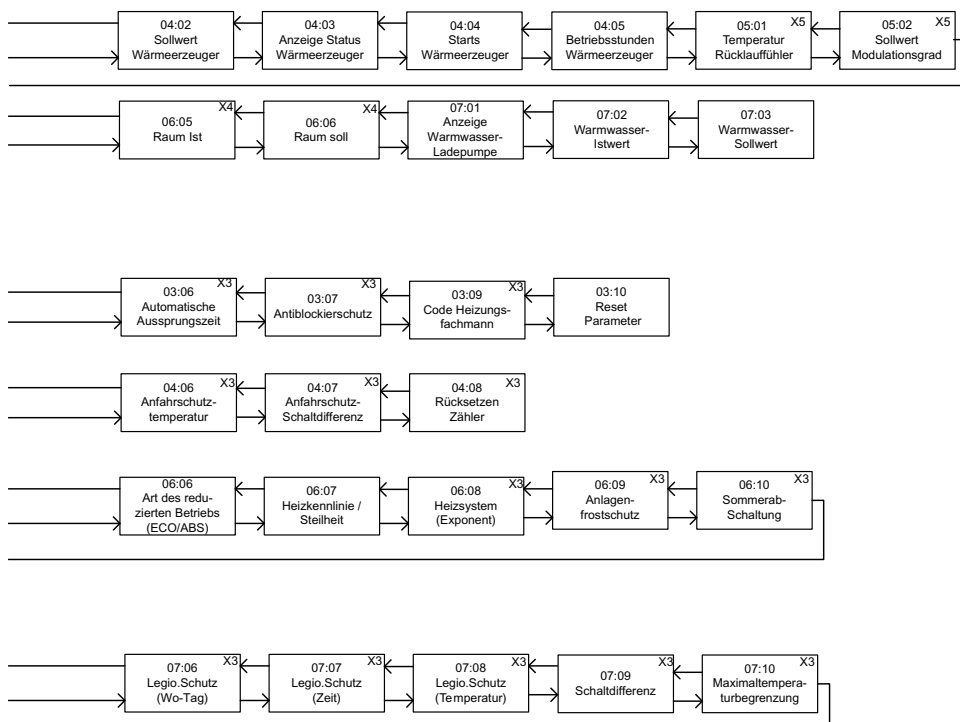 04:02
Sollwert
Wärmeerzeuger
04:03
Anzeige Status
Wärmeerzeuger
04:04
Starts
Wärmeerzeuger
04:05
Betriebsstunden
Wärmeerzeuger
X5
05:01
Temperatur
Rücklauffühler
X5
05:02
Sollwert
Modulationsgrad
X4
06:05
Raum Ist
X4
06:06
Raum soll
07:01
Anzeige
Warmwasser-
Ladepumpe
07:02
Warmwasser-
Istwert
07:03
Warmwasser-
Sollwert
X3
03:06
Automatische
Aussprungszeit
X3
03:07
Antiblockierschutz
X3
03:09
Code Heizungs-
fachmann
03:10
Reset
Parameter
X3
04:06
Anfahrschutz-
temperatur
X3
04:07
Anfahrschutz-
Schaltdifferenz
X3
04:08
Rücksetzen
Zähler
06:06
Art des redu-
zierten Betriebs
(ECO/ABS)
06:07
Heizkennlinie /
Steilheit
X3
06:08
Heizsystem
(Exponent)
X3
06:09
Anlagen-
frostschutz
X3
06:10
Sommerab-
Schaltung
X3
07:06
Legio.Schutz
(Wo-Tag)
X3
07:07
Legio.Schutz
(Zeit)
X3
07:08
Legio.Schutz
(Temperatur)
X3
07:09
Schaltdifferenz
X3
07:10
Maximaltempera-
turbegrenzung